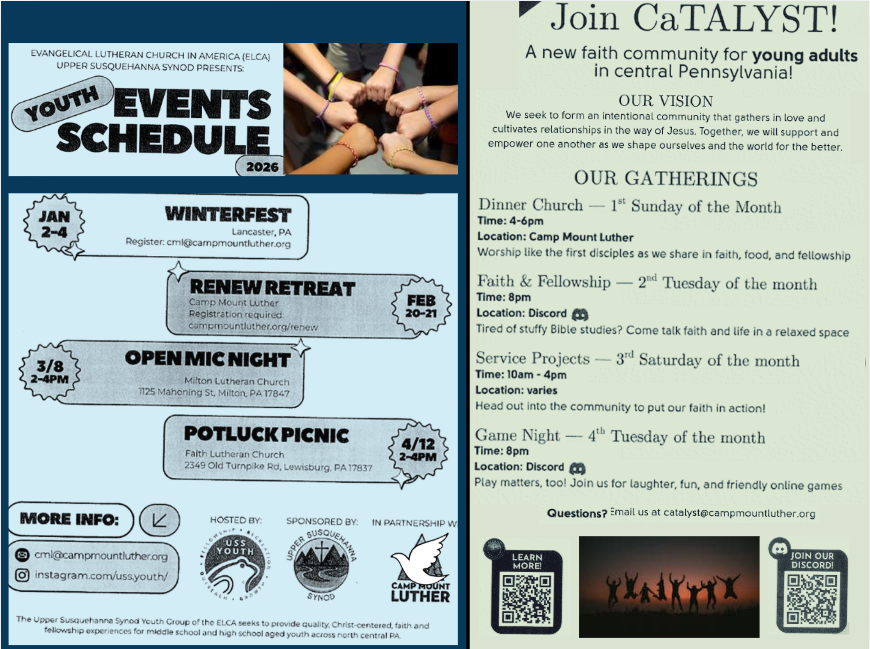 EVANGELICAL LUTHERAN CHURCH IN AMERICA (ELCA)
UPPER SUSQUEHANNA SYNOD PRESENTS:
YOUTH EVENTS
SCHEDULE
2026
JAN
2-4
WINTERFEST
Lancaster, PA
Register: cml@campmountluther.org
RENEW RETREAT
Camp Mount Luther
Registration required:
campmountluther.org/renew
FEB
20-21
3/8
2-4PM
OPEN MIC NIGHT
Milton Lutheran Church
1125 Mahoning St, Milton, PA 17847
POTLUCK PICNIC
Faith Lutheran Church
2349 Old Turnpike Rd, Lewisburg, PA 17837
4/12
2-4PM
MORE INFO:
cml@campmountluther.org
instagram.com/uss.youth/
HOSTED BY:
USS
YOUTH
SPONSORED BY:
UPPER SUSQUEHANNA
SYNOD
IN PARTNERSHIP W
CAMP MOUNT
LUTHER
The Upper Susquehanna Synod Youth Group of the ELCA seeks to provide quality, Christ-centered, faith and
fellowship experiences for middle school and high school aged youth across north central PA.
Join CaTALYST!
A new faith community for young adults
in central Pennsylvania!
OUR VISION
We seek to form an intentional community that gathers in love and
cultivates relationships in the way of Jesus. Together, we will support and
empower one another as we shape ourselves and the world for the better.
OUR GATHERINGS
Dinner Church — 1st Sunday of the Month
Time: 4-6pm
Location: Camp Mount Luther
Worship like the first disciples as we share in faith, food, and fellowship
Faith & Fellowship — 2nd Tuesday of the month
Time: 8pm
Location: Discord
Tired of stuffy Bible studies? Come talk faith and life in a relaxed space
Service Projects — 3rd Saturday of the month
Time: 10am - 4pm
Location: varies
Head out into the community to put our faith in action!
Game Night — 4th Tuesday of the month
Time: 8pm
Location: Discord
Play matters, too! Join us for laughter, fun, and friendly online games
Questions? Email us at catalyst@campmountluther.org
LEARN
MORE!
JOIN OUR
DISCORD!